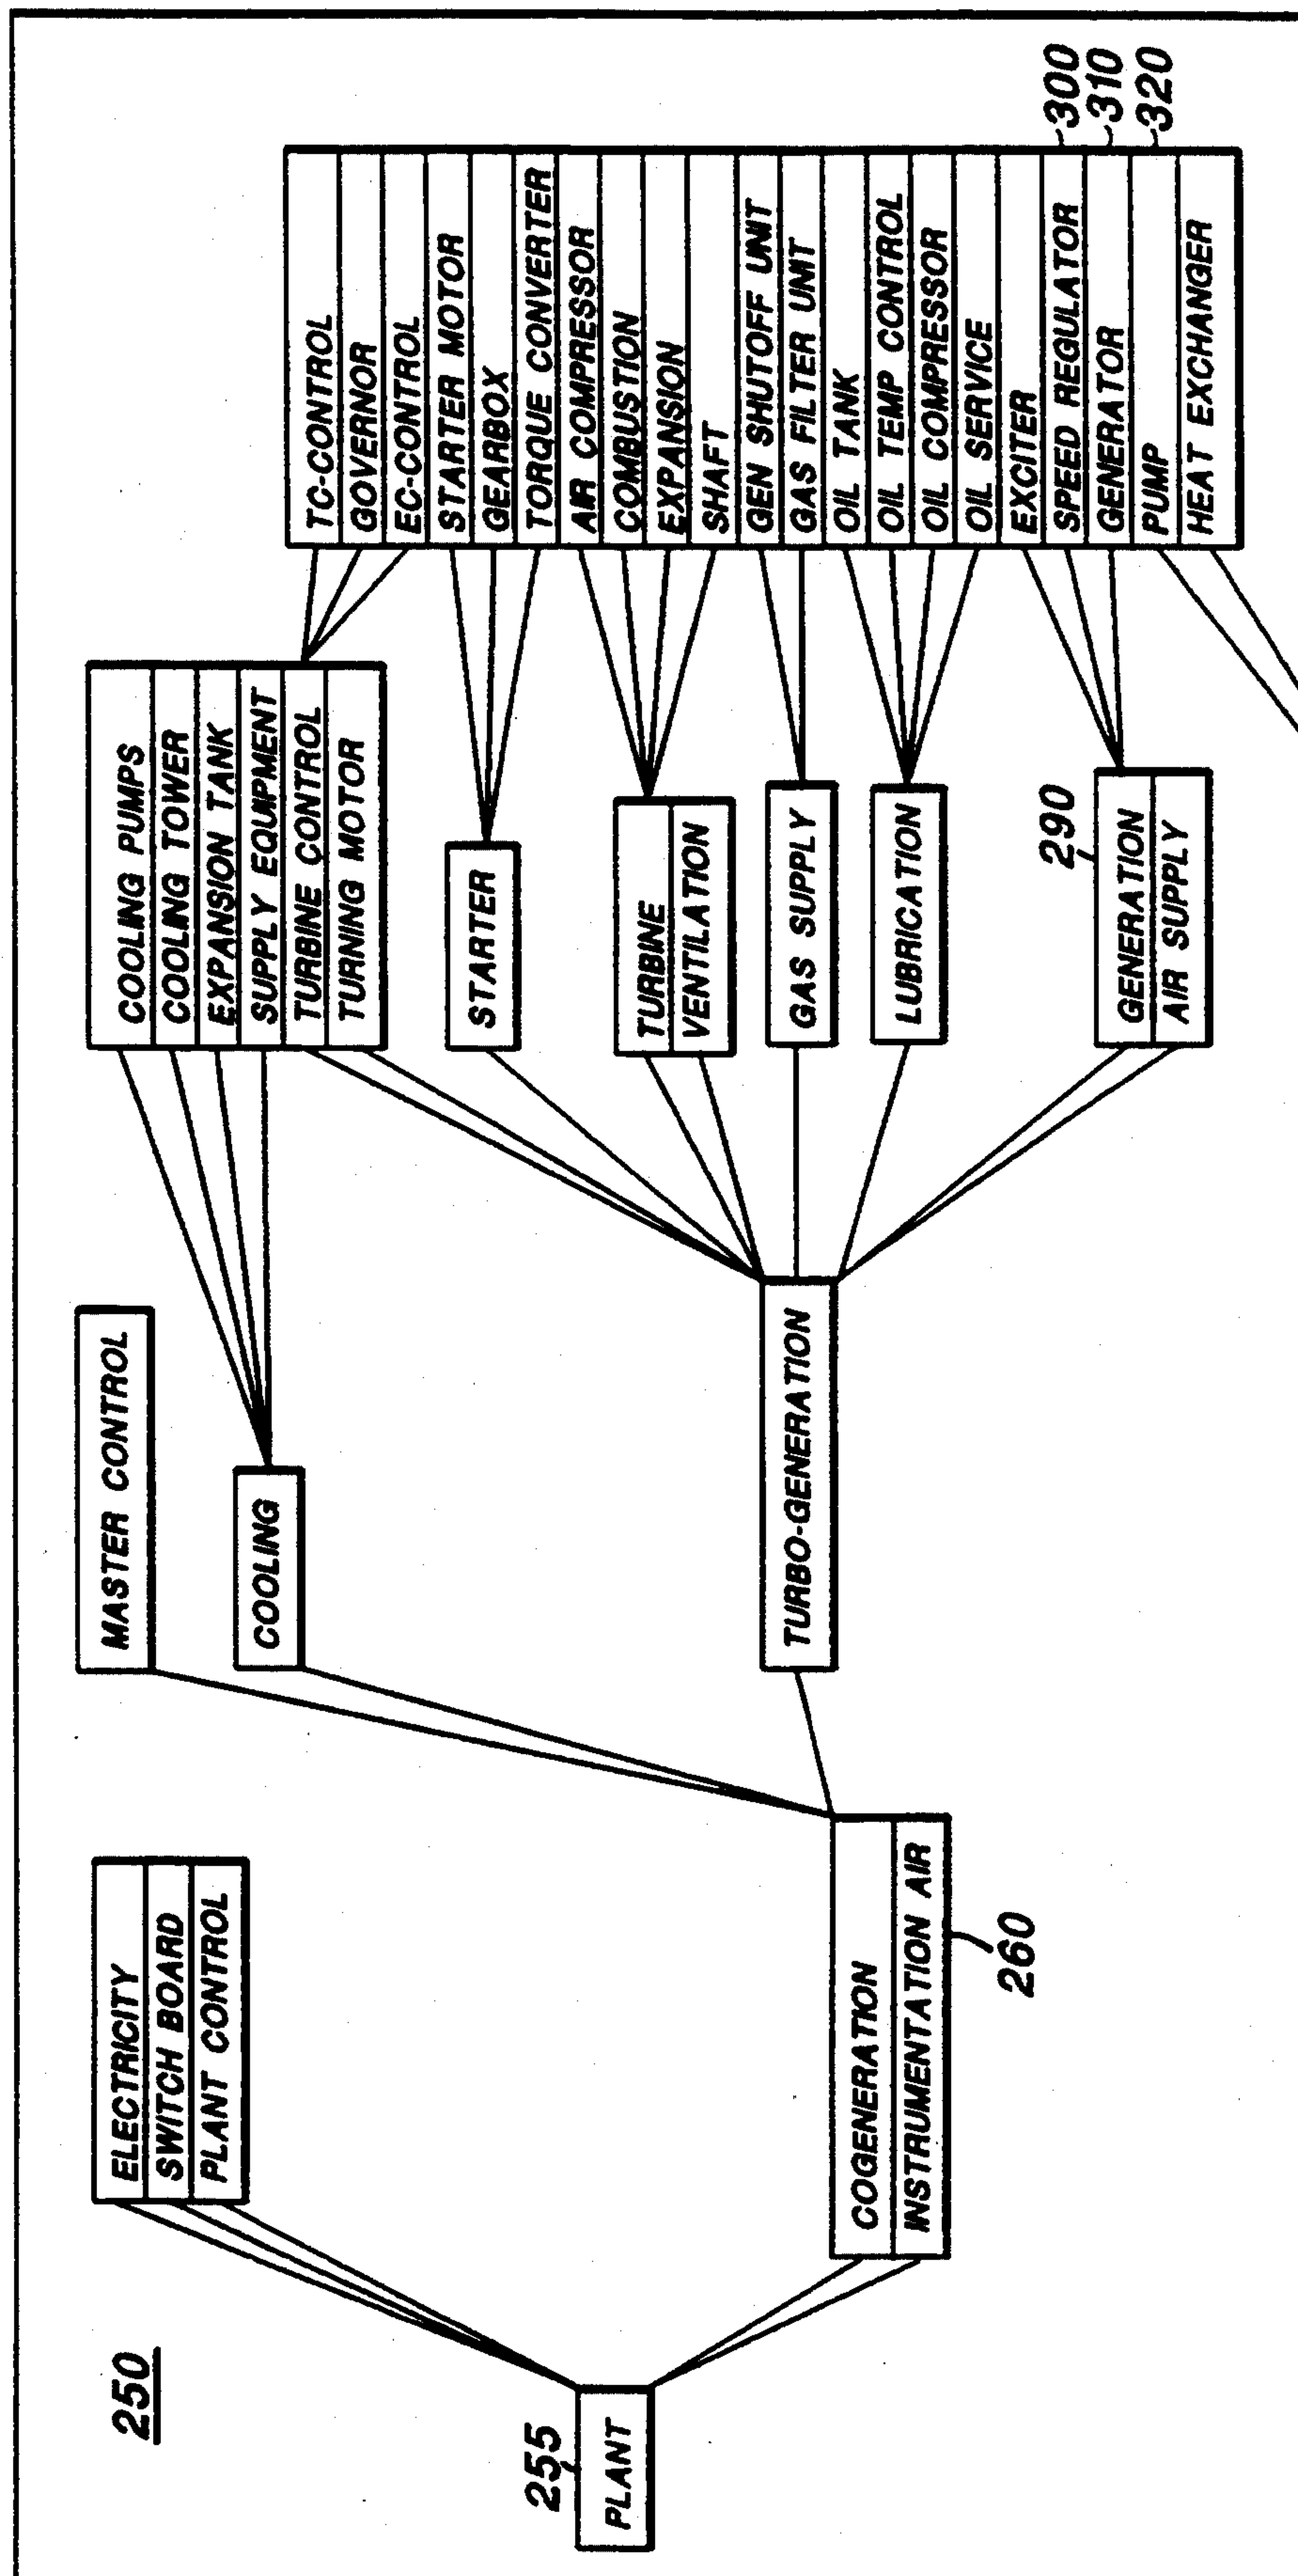 250
255
PLANT
ELECTRICITY
SWITCH BOARD
PLANT CONTROL
COGENERATION
INSTRUMENTATION AIR
260
MASTER CONTROL
COOLING
TURBO-GENERATION
COOLING PUMPS
COOLING TOWER
EXPANSION TANK
SUPPLY EQUIPMENT
TURBINE CONTROL
TURNING MOTOR
STARTER
TURBINE
VENTILATION
GAS SUPPLY
LUBRICATION
290
GENERATION
AIR SUPPLY
TC-CONTROL
GOVERNOR
EC-CONTROL
STARTER MOTOR
GEARBOX
TORQUE CONVERTER
AIR COMPRESSOR
COMBUSTION
EXPANSION
SHAFT
GEN SHUTOFF UNIT
GAS FILTER UNIT
OIL TANK
OIL TEMP CONTROL
OIL COMPRESSOR
OIL SERVICE
EXCITER
SPEED REGULATOR
GENERATOR
PUMP
HEAT EXCHANGER
300
310
320